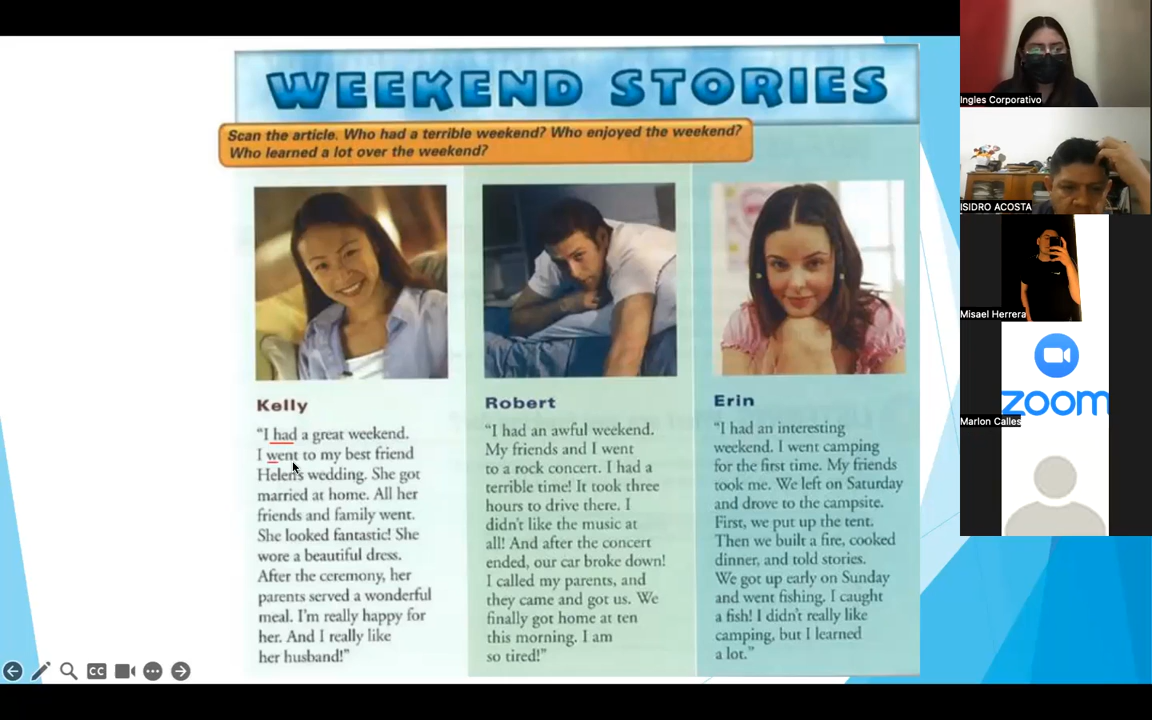 WEEKEND STORIES
Scan the article. Who had a terrible weekend? Who enjoyed the weekend?
Who learned a lot over the weekend?
Kelly
"I had a great weekend.
I went to my best friend
Helen's wedding. She got
married at home. All her
friends and family went.
She looked fantastic! She
wore a beautiful dress.
After the ceremony, her
parents served a wonderful
meal. I'm really happy for
her. And I really like
her husband!"
Robert
"I had an awful weekend.
My friends and I went
to a rock concert. I had a
terrible time! It took three
hours to drive there. I
didn't like the music at
all! And after the concert
ended, our car broke down!
I called my parents, and
they came and got us. We
finally got home at ten
this morning. I am
so tired!"
Erin
"I had an interesting
weekend. I went camping
for the first time. My friends
took me. We left on Saturday
and drove to the campsite.
First, we put up the tent.
Then we built a fire, cooked
dinner, and told stories.
We got up early on Sunday
and went fishing. I caught
a fish! I didn't really like
camping, but I learned
a lot."
Ingles Corporativo
ISIDRO ACOSTA
Misael Herrera
zoom
Marlon Calles
CC